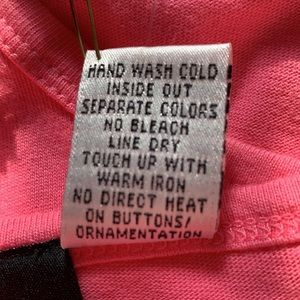 HAND WASH COLD
INSIDE OUT
SEPARATE COLORS
NO BLEACH
LINE DRY
TOUCH UP WITH
WARM IRON
NO DIRECT HEAT
ON BUTTONS/
ORNAMENTATION